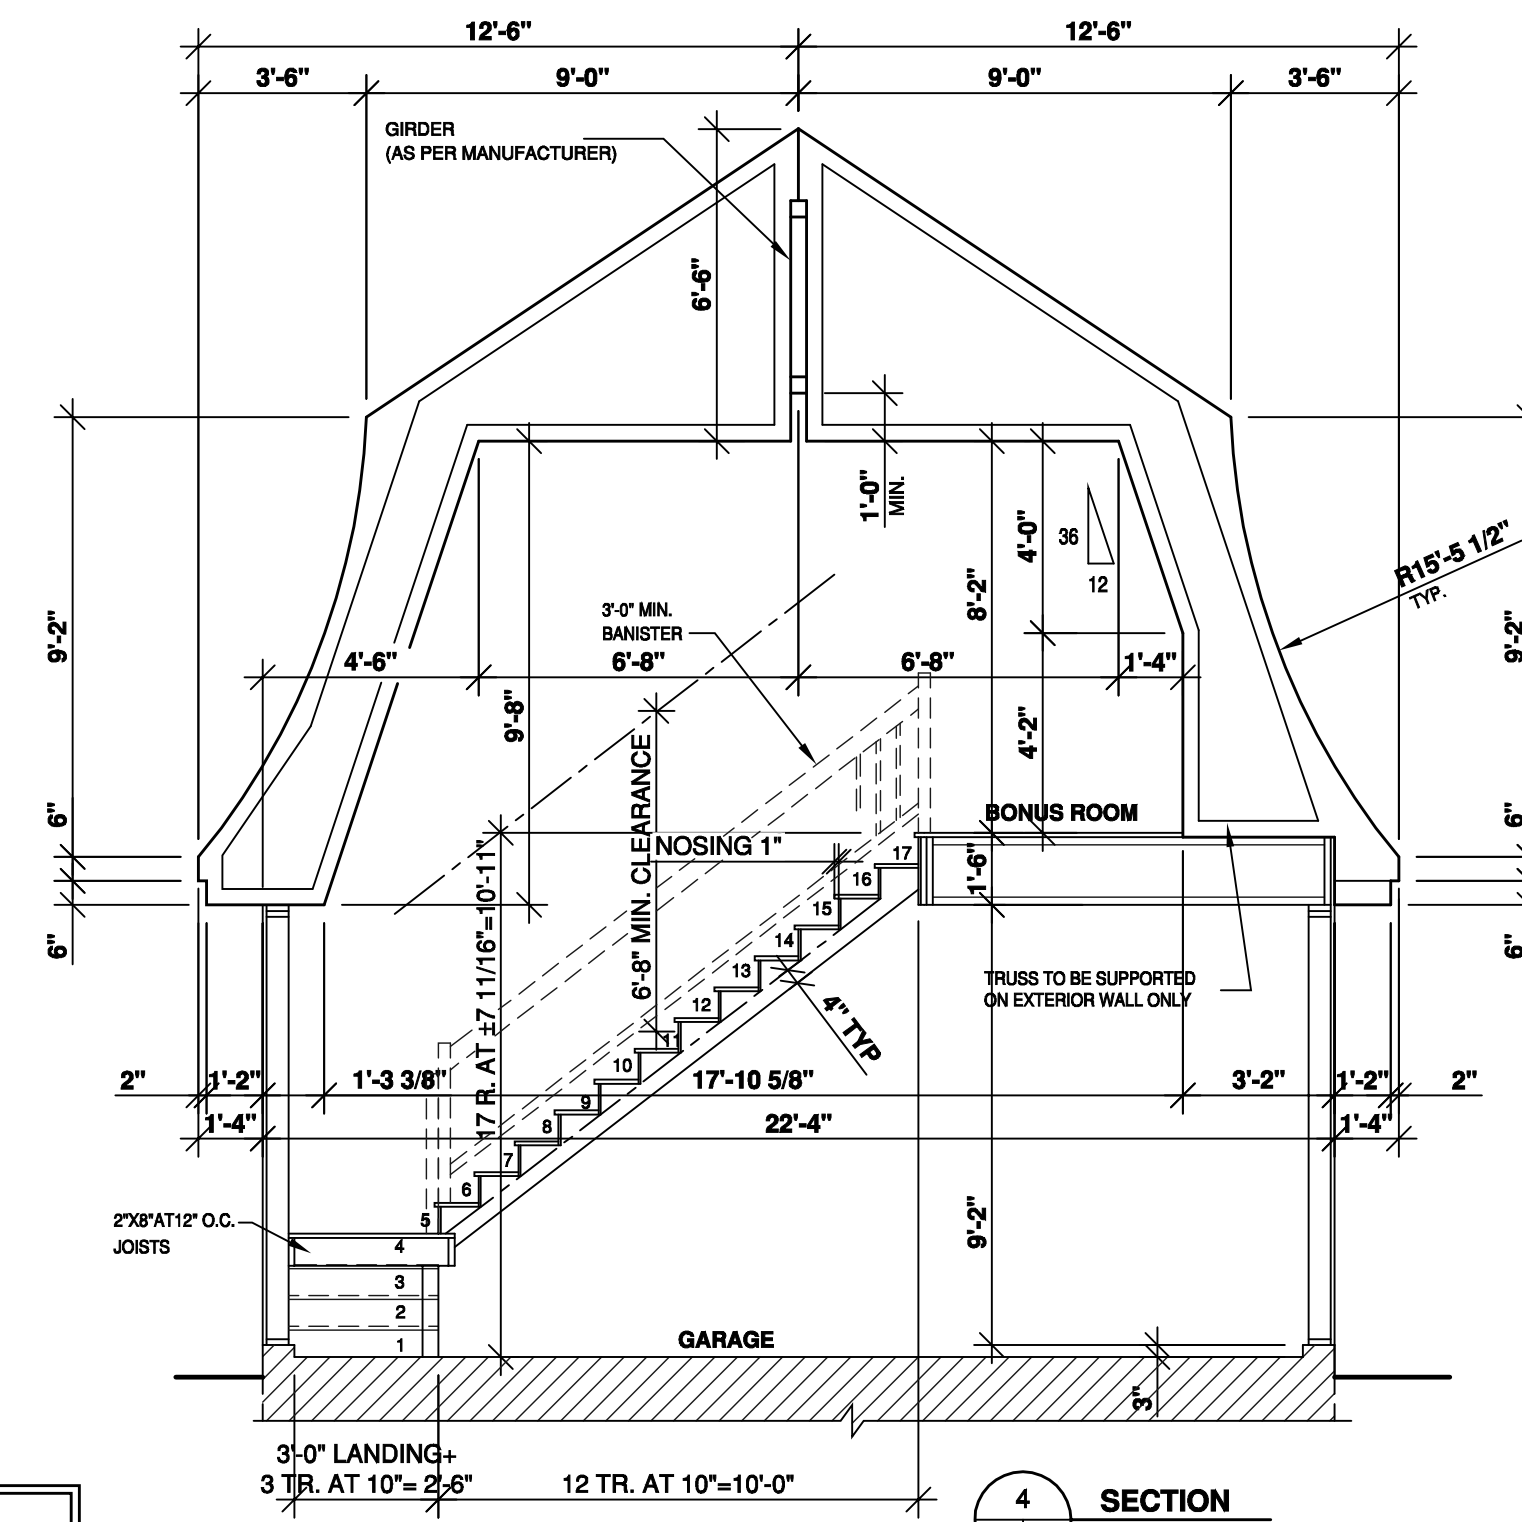 12'-6" 12'-6"
3'-6" 9'-0" 9'-0" 3'-6"
GIRDER
(AS PER MANUFACTURER)
6'-6"
1'-0"
MIN.
4'-0"
36
12
8'-2"
R15'-5 1/2"
TYP.
9'-2"
9'-2"
3'-0" MIN.
BANISTER
4'-6" 6'-8" 6'-8" 1'-4"
9'-8"
4'-2"
6'-8" MIN. CLEARANCE
BONUS ROOM
6"
6"
NOSING 1"
17
16
15
14
13
12
11
10
9
8
7
6
5
4
3
2
1
1'-6"
17 R. AT ±7 11/16"=10'-11"
6"
6"
TRUSS TO BE SUPPORTED
ON EXTERIOR WALL ONLY
4" TYP
2" 1'-2" 1'-3 3/8" 17'-10 5/8" 3'-2" 1'-2" 2"
1'-4" 22'-4" 1'-4"
2"X8"AT12" O.C.
JOISTS
9'-2"
GARAGE
3"
3'-0" LANDING+
3 TR. AT 10"= 2'-6" 12 TR. AT 10"=10'-0"
4 SECTION